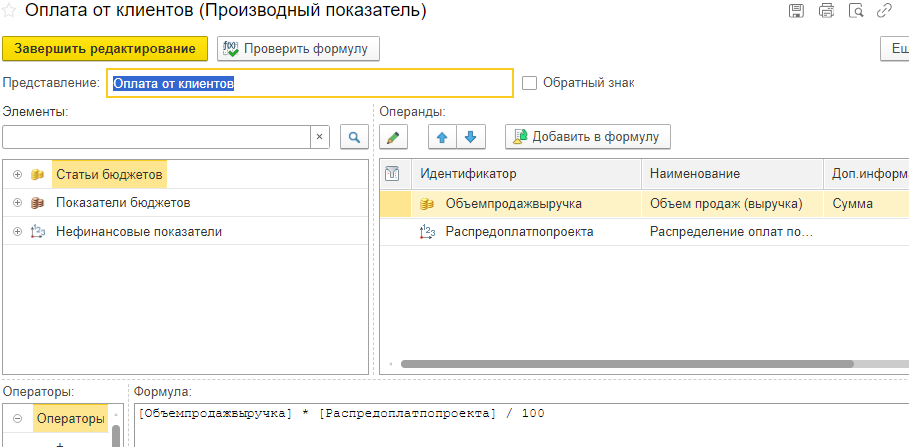 Оплата от клиентов (Производный показатель)
Завершить редактирование
Проверить формулу
Представление: Оплата от клиентов
Обратный знак
Элементы:
Операнды:
Добавить в формулу
Статьи бюджетов
Показатели бюджетов
Нефинансовые показатели
Идентификатор Наименование Доп.информа
Объемпродажвыручка Объем продаж (выручка) Сумма
Распредоплатпопроекта Распределение оплат по...
Операторы:
Формула:
Операторы
+
[Объемпродажвыручка] * [Распредоплатпопроекта] / 100